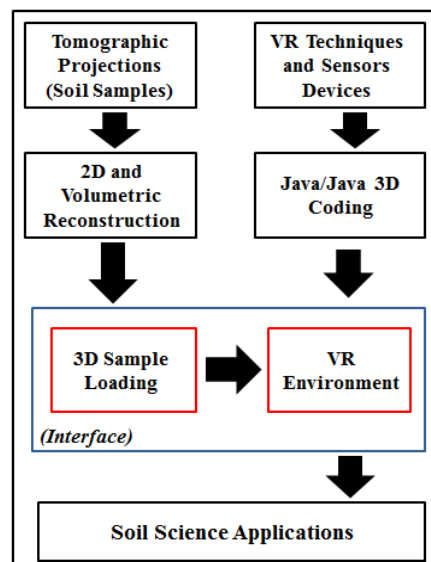 Tomographic
Projections
(Soil Samples)
VR Techniques
and Sensors
Devices
2D and
Volumetric
Reconstruction
Java/Java 3D
Coding
3D Sample
Loading
VR
Environment
(Interface)
Soil Science Applications